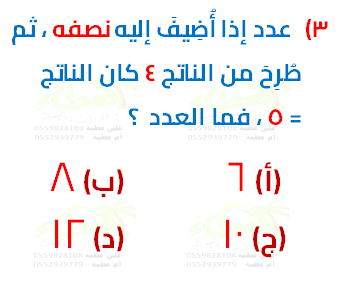 ٣) عدد إذا أُضِيفَ إليه نصفه ، ثم
طُرِحَ من الناتج ٤ كان الناتج
= ٥ ، فما العدد ؟
(أ) ٦ (ب) ٨
(ج) ١٠ (د) ١٢